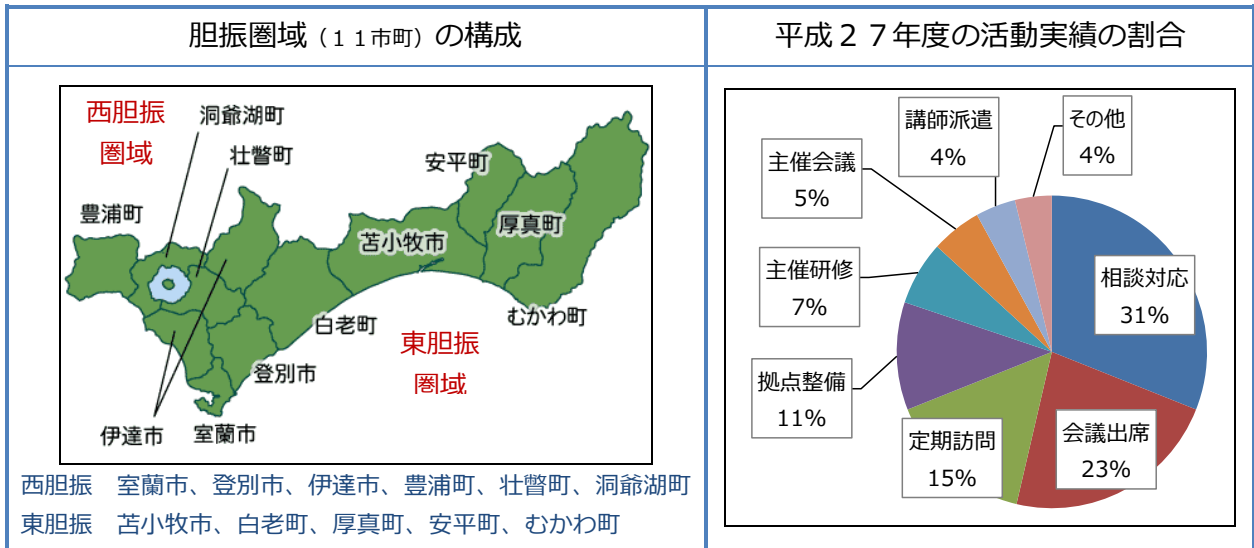 胆振圏域（１１市町）の構成
西胆振
圏域
洞爺湖町
壮瞥町
豊浦町
安平町
厚真町
苫小牧市
むかわ町
白老町
東胆振
圏域
登別市
伊達市
室蘭市
西胆振　室蘭市、登別市、伊達市、豊浦町、壮瞥町、洞爺湖町
東胆振　苫小牧市、白老町、厚真町、安平町、むかわ町
平成２７年度の活動実績の割合
講師派遣
4%
その他
4%
主催会議
5%
主催研修
7%
相談対応
31%
拠点整備
11%
定期訪問
15%
会議出席
23%